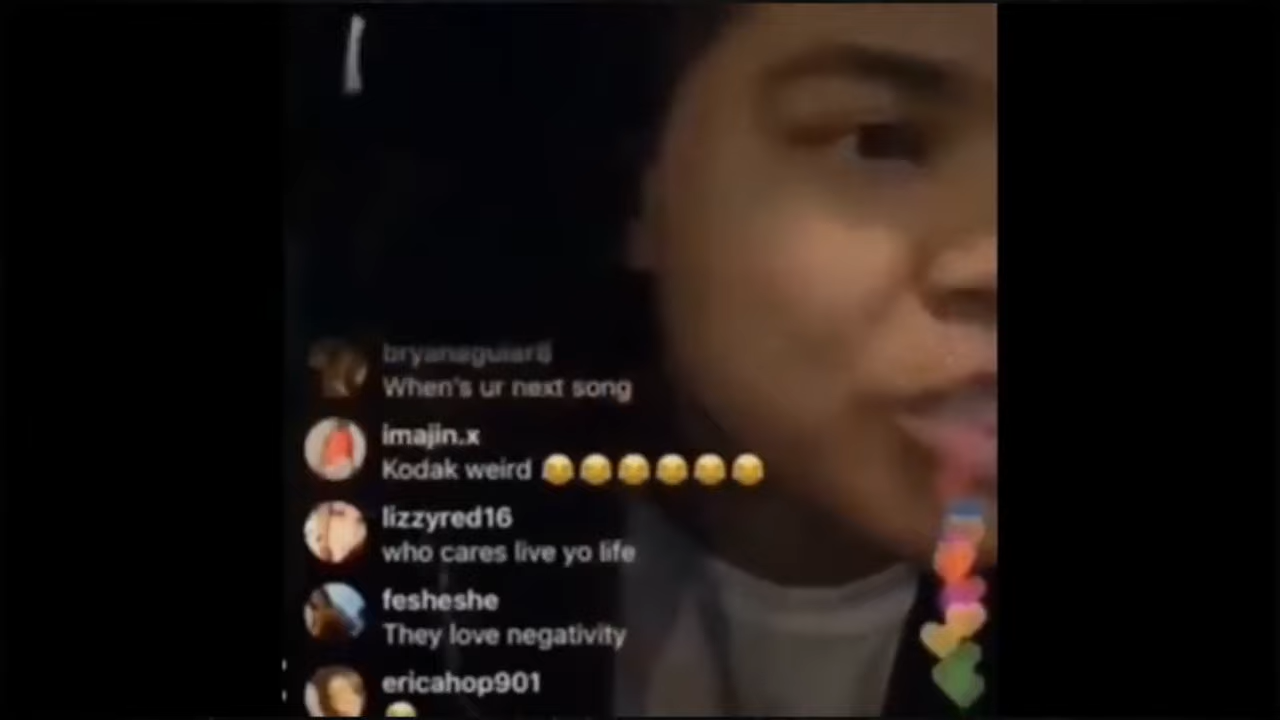 bryanaguiar8
When's ur next song
imajin.x
Kodak weird 😂😂😂😂😂😂
lizzyred16
who cares live yo life
fesheshe
They love negativity
ericahop901